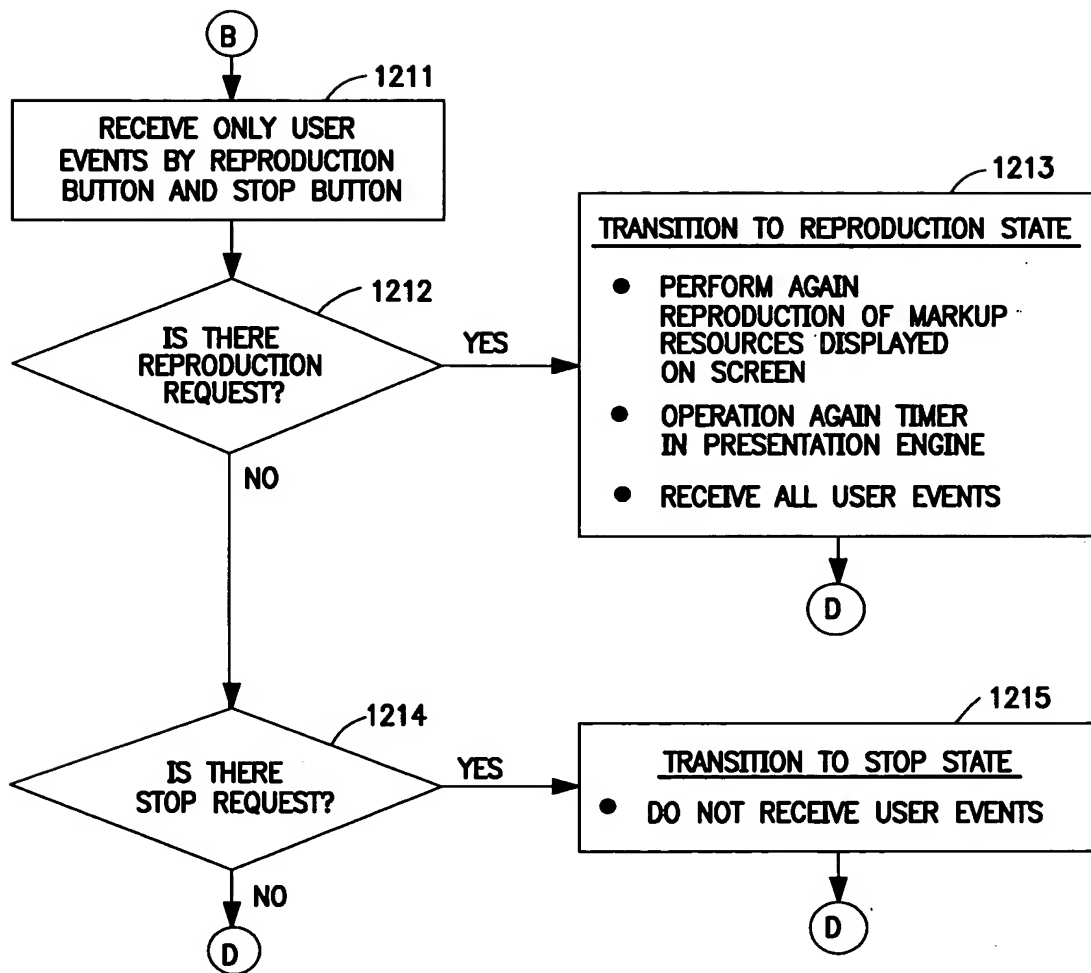 B
1211
RECEIVE ONLY USER
EVENTS BY REPRODUCTION
BUTTON AND STOP BUTTON
1212
IS THERE
REPRODUCTION
REQUEST?
YES
NO
1213
TRANSITION TO REPRODUCTION STATE
● PERFORM AGAIN
REPRODUCTION OF MARKUP
RESOURCES DISPLAYED
ON SCREEN
● OPERATION AGAIN TIMER
IN PRESENTATION ENGINE
● RECEIVE ALL USER EVENTS
D
1214
IS THERE
STOP REQUEST?
YES
NO
D
1215
TRANSITION TO STOP STATE
● DO NOT RECEIVE USER EVENTS
D